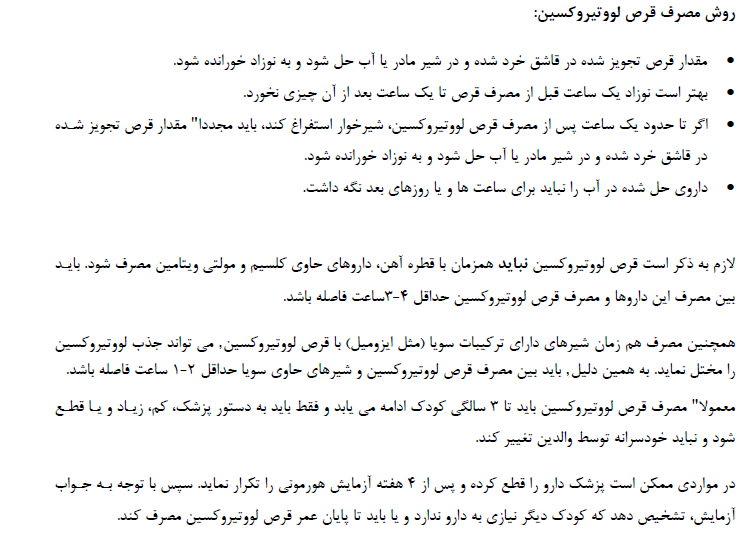 روش مصرف قرص لووتیروکسین:
• مقدار قرص تجویز شده در قاشق خرد شده و در شیر مادر یا آب حل شود و به نوزاد خورانده شود.
• بهتر است نوزاد یک ساعت قبل از مصرف قرص تا یک ساعت بعد از آن چیزی نخورد.
• اگر تا حدود یک ساعت پس از مصرف قرص لووتیروکسین، شیرخوار استفراغ کند، باید مجددا" مقدار قرص تجویز شده
در قاشق خرد شده و در شیر مادر یا آب حل شود و به نوزاد خورانده شود.
• داروی حل شده در آب را نباید برای ساعت ها و یا روزهای بعد نگه داشت.
لازم به ذکر است قرص لووتیروکسین نباید همزمان با قطره آهن، داروهای حاوی کلسیم و مولتی ویتامین مصرف شود. باید
بین مصرف این داروها و مصرف قرص لووتیروکسین حداقل ۴-۳ساعت فاصله باشد.
همچنین مصرف هم زمان شیرهای دارای ترکیبات سویا (مثل ایزومیل) با قرص لووتیروکسین, می تواند جذب لووتیروکسین
را مختل نماید. به همین دلیل, باید بین مصرف قرص لووتیروکسین و شیرهای حاوی سویا حداقل ۲-۱ ساعت فاصله باشد.
معمولا" مصرف قرص لووتیروکسین باید تا ۳ سالگی کودک ادامه می یابد و فقط باید به دستور پزشک، کم، زیاد و یا قطع
شود و نباید خودسرانه توسط والدین تغییر کند.
در مواردی ممکن است پزشک دارو را قطع کرده و پس از ۴ هفته آزمایش هورمونی را تکرار نماید. سپس با توجه به جواب
آزمایش، تشخیص دهد که کودک دیگر نیازی به دارو ندارد و یا باید تا پایان عمر قرص لووتیروکسین مصرف کند.